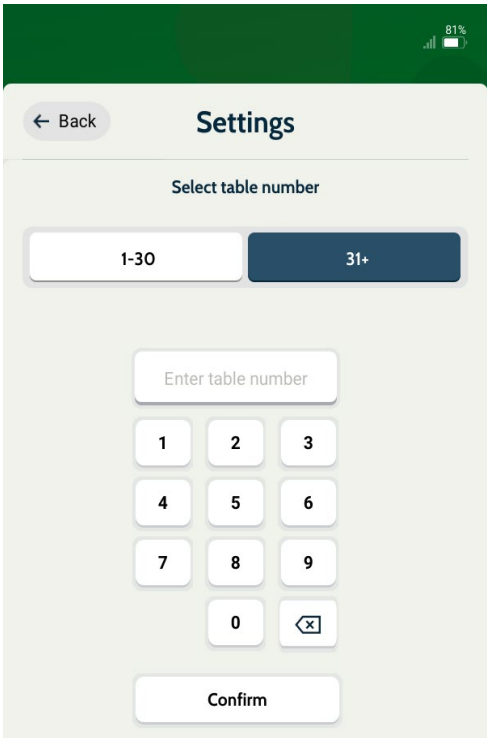 81%
← Back
Settings
Select table number
1-30
31+
Enter table number
1 2 3
4 5 6
7 8 9
0
Confirm